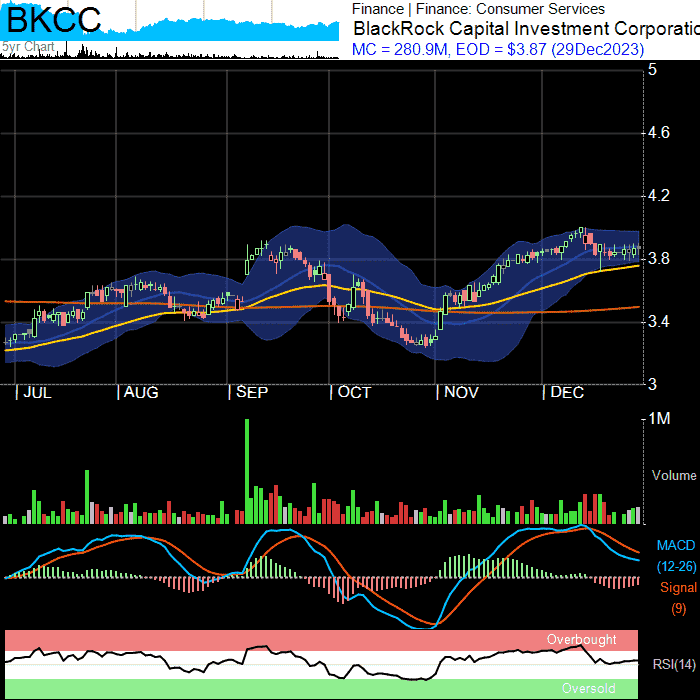 BKCC
5yr Chart
Finance | Finance: Consumer Services
BlackRock Capital Investment Corporatio
MC = 280.9M, EOD = $3.87 (29Dec2023)
5
4.6
4.2
3.8
3.4
3
JUL AUG SEP OCT NOV DEC
1M
Volume
MACD
(12-26)
Signal
(9)
Overbought
RSI(14)
Oversold